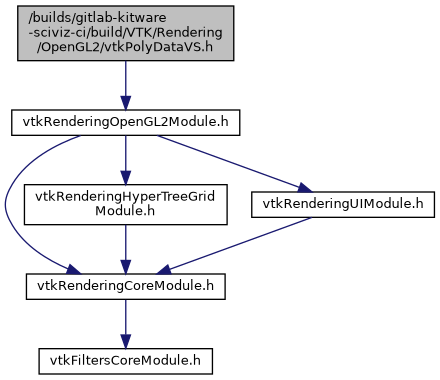 /builds/gitlab-kitware
-sciviz-ci/build/VTK/Rendering
/OpenGL2/vtkPolyDataVS.h
vtkRenderingOpenGL2Module.h
vtkRenderingHyperTreeGrid
Module.h
vtkRenderingUIModule.h
vtkRenderingCoreModule.h
vtkFiltersCoreModule.h